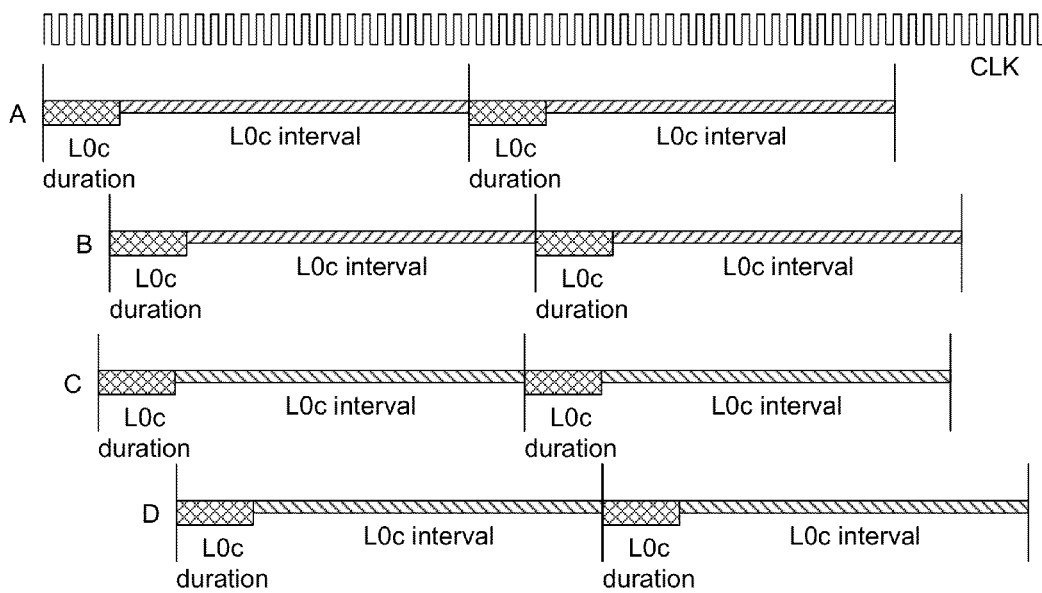 CLK
A
L0c
duration
L0c interval
L0c
duration
L0c interval
B
L0c
duration
L0c interval
L0c
duration
L0c interval
C
L0c
duration
L0c interval
L0c
duration
L0c interval
D
L0c
duration
L0c interval
L0c
duration
L0c interval